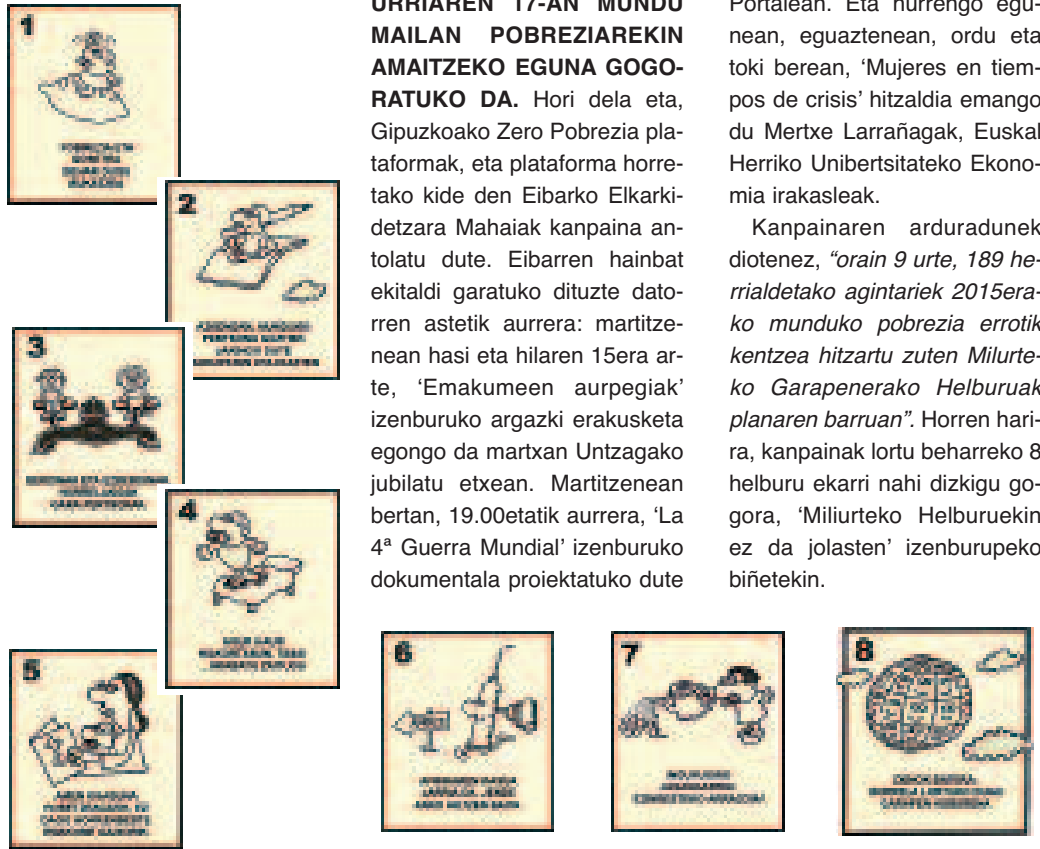 URRIAREN 17-AN MUNDU
MAILAN POBREZIAREKIN
AMAITZEKO EGUNA GOGO-
RATUKO DA. Hori dela eta,
Gipuzkoako Zero Pobrezia pla-
taformak, eta plataforma horre-
tako kide den Eibarko Elkarki-
detzara Mahaiak kanpaina an-
tolatu dute. Eibarren hainbat
ekitaldi garatuko dituzte dato-
rren astetik aurrera: martitze-
nean hasi eta hilaren 15era ar-
te, ‘Emakumeen aurpegiak’
izenburuko argazki erakusketa
egongo da martxan Untzagako
jubilatu etxean. Martitzenean
bertan, 19.00etatik aurrera, ‘La
4ª Guerra Mundial’ izenburuko
dokumentala proiektatuko dute
Portalean. Eta hurrengo egu-
nean, eguaztenean, ordu eta
toki berean, ‘Mujeres en tiem-
pos de crisis’ hitzaldia emango
du Mertxe Larrañagak, Euskal
Herriko Unibertsitateko Ekono-
mia irakasleak.
Kanpainaren arduradunek
diotenez, “orain 9 urte, 189 he-
rrialdetako agintariek 2015era-
ko munduko pobrezia errotik
kentzea hitzartu zuten Milurte-
ko Garapenerako Helburuak
planaren barruan”. Horren hari-
ra, kanpainak lortu beharreko 8
helburu ekarri nahi dizkigu go-
gora, ‘Miliurteko Helburuekin
ez da jolasten’ izenburupeko
biñetekin.
1
2
3
4
5
6
7
8